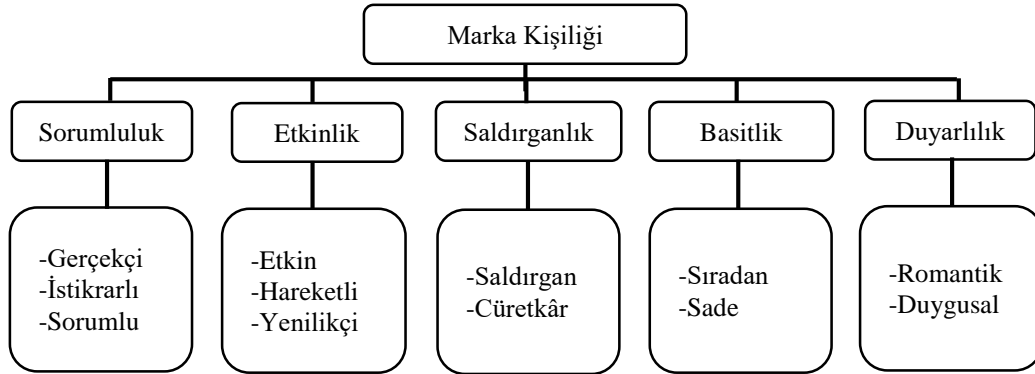 Marka Kişiliği
Sorumluluk
Etkinlik
Saldırganlık
Basitlik
Duyarlılık
-Gerçekçi
-İstikrarlı
-Sorumlu
-Etkin
-Hareketli
-Yenilikçi
-Saldırgan
-Cüretkâr
-Sıradan
-Sade
-Romantik
-Duygusal